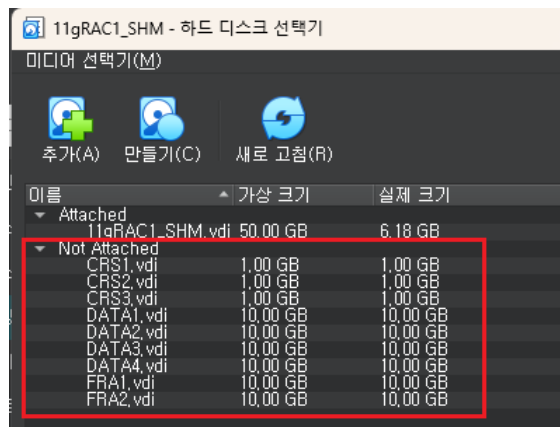 11gRAC1_SHM - 하드 디스크 선택기
미디어 선택기(M)
추가(A) 만들기(C) 새로 고침(R)
이름 가상 크기 실제 크기
Attached
11gRAC1_SHM.vdi 50.00 GB 6.18 GB
Not Attached
CRS1.vdi 1.00 GB 1.00 GB
CRS2.vdi 1.00 GB 1.00 GB
CRS3.vdi 1.00 GB 1.00 GB
DATA1.vdi 10.00 GB 10.00 GB
DATA2.vdi 10.00 GB 10.00 GB
DATA3.vdi 10.00 GB 10.00 GB
DATA4.vdi 10.00 GB 10.00 GB
FRA1.vdi 10.00 GB 10.00 GB
FRA2.vdi 10.00 GB 10.00 GB